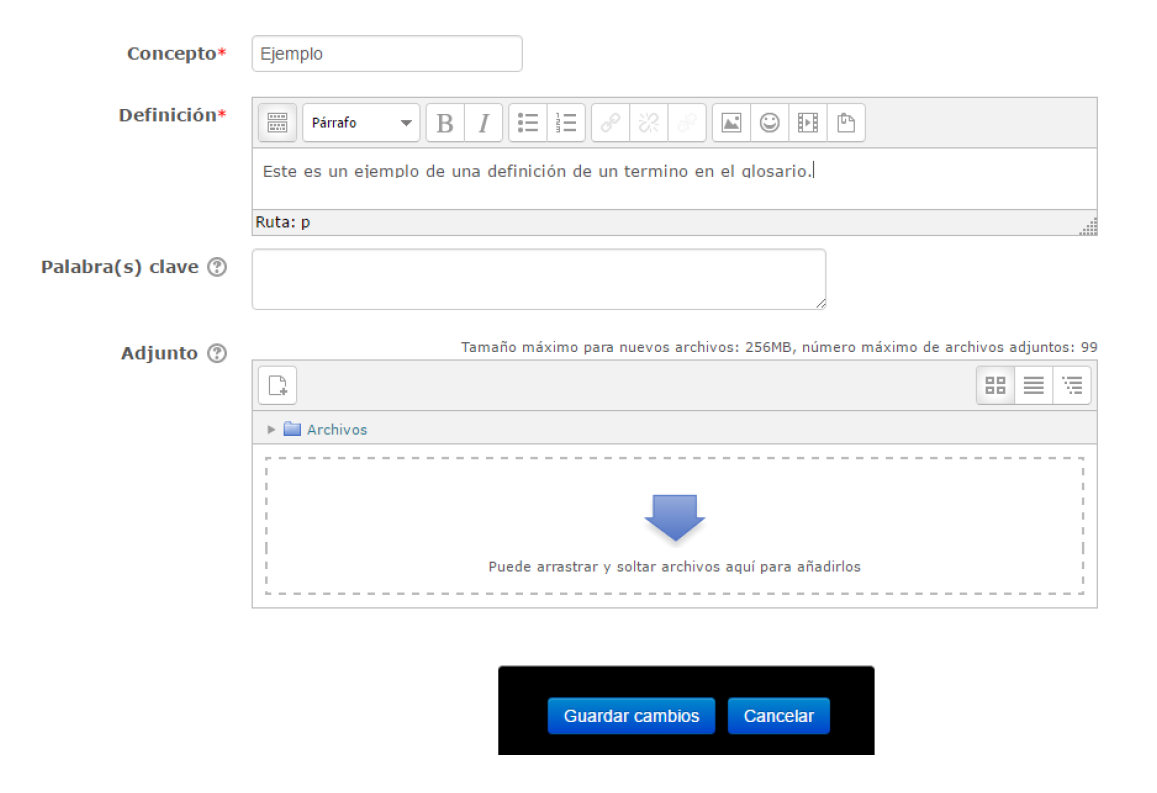 Concepto*
Ejemplo
Definición*
Párrafo
B I
Este es un ejemplo de una definición de un termino en el glosario.
Ruta: p
Palabra(s) clave ?
Adjunto ?
Tamaño máximo para nuevos archivos: 256MB, número máximo de archivos adjuntos: 99
Archivos
Puede arrastrar y soltar archivos aquí para añadirlos
Guardar cambios
Cancelar